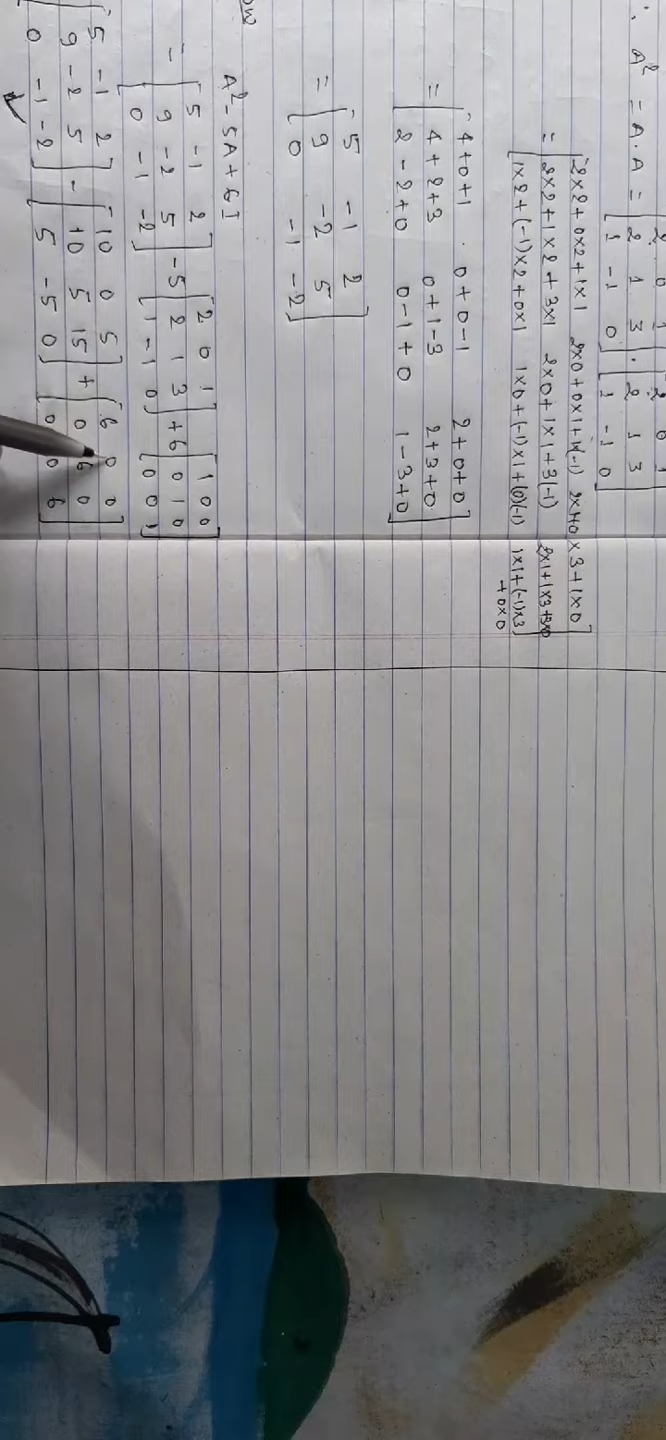 ∴ A² = A·A = [2 0 1 · [2 0 1
2 1 3 2 1 3
1 -1 0] 1 -1 0]
= [2×2+0×2+1×1 2×0+0×1+1(-1) 2×1+0×3+1×0]
2×2+1×2+3×1 2×0+1×1+3(-1) 2×1+1×3+3×0
1×2+(-1)×2+0×1 1×0+(-1)×1+(0)(-1) 1×1+(-1)×3
+0×0
= [4+0+1 0+0-1 2+0+0]
4+2+3 0+1-3 2+3+0
2-2+0 0-1+0 1-3+0
= [5 -1 2
9 -2 5
0 -1 -2]
ow
A²-5A+6I
= [5 -1 2] -5 [2 0 1] +6 [1 0 0]
9 -2 5 2 1 3 0 1 0
0 -1 -2 1 -1 0 0 0 1
[5 -1 2] - [10 0 5] + [6 0 0]
9 -2 5 +10 5 15 0 6 0
0 -1 -2 5 -5 0 0 0 6